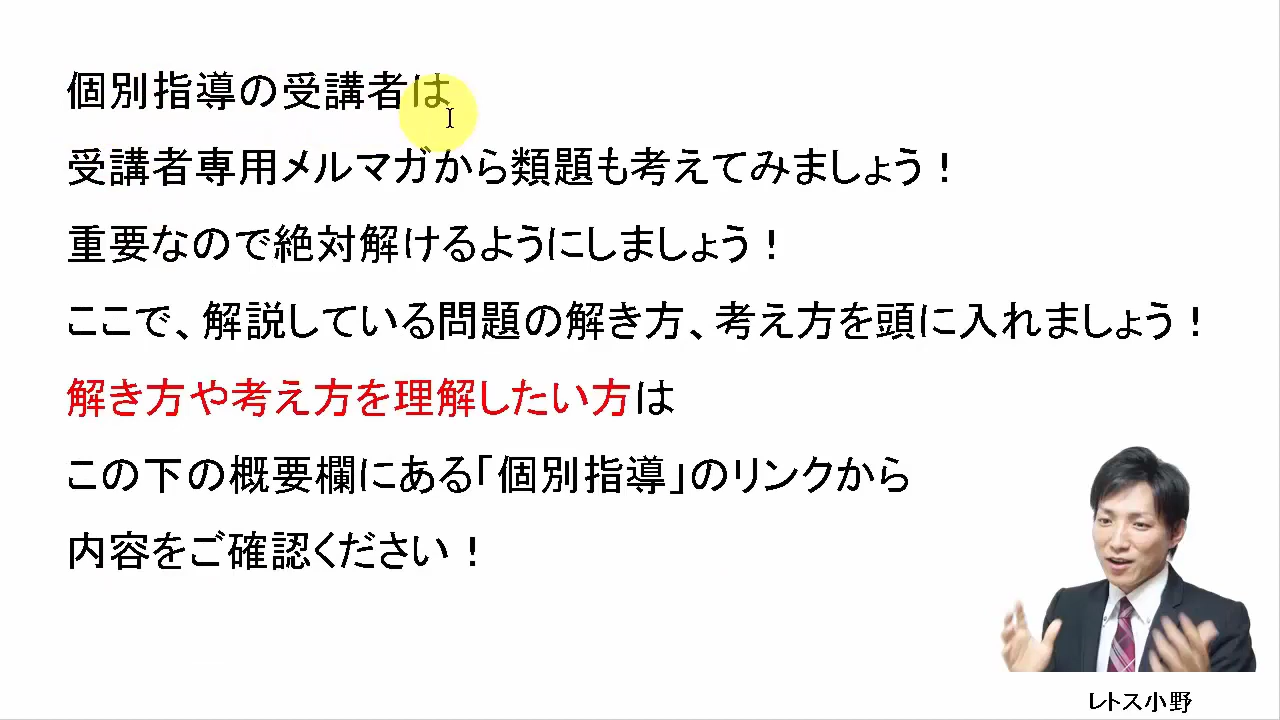 個別指導の受講者は
受講者専用メルマガから類題も考えてみましょう！
重要なので絶対解けるようにしましょう！
ここで、解説している問題の解き方、考え方を頭に入れましょう！
解き方や考え方を理解したい方は
この下の概要欄にある「個別指導」のリンクから
内容をご確認ください！
レトス小野